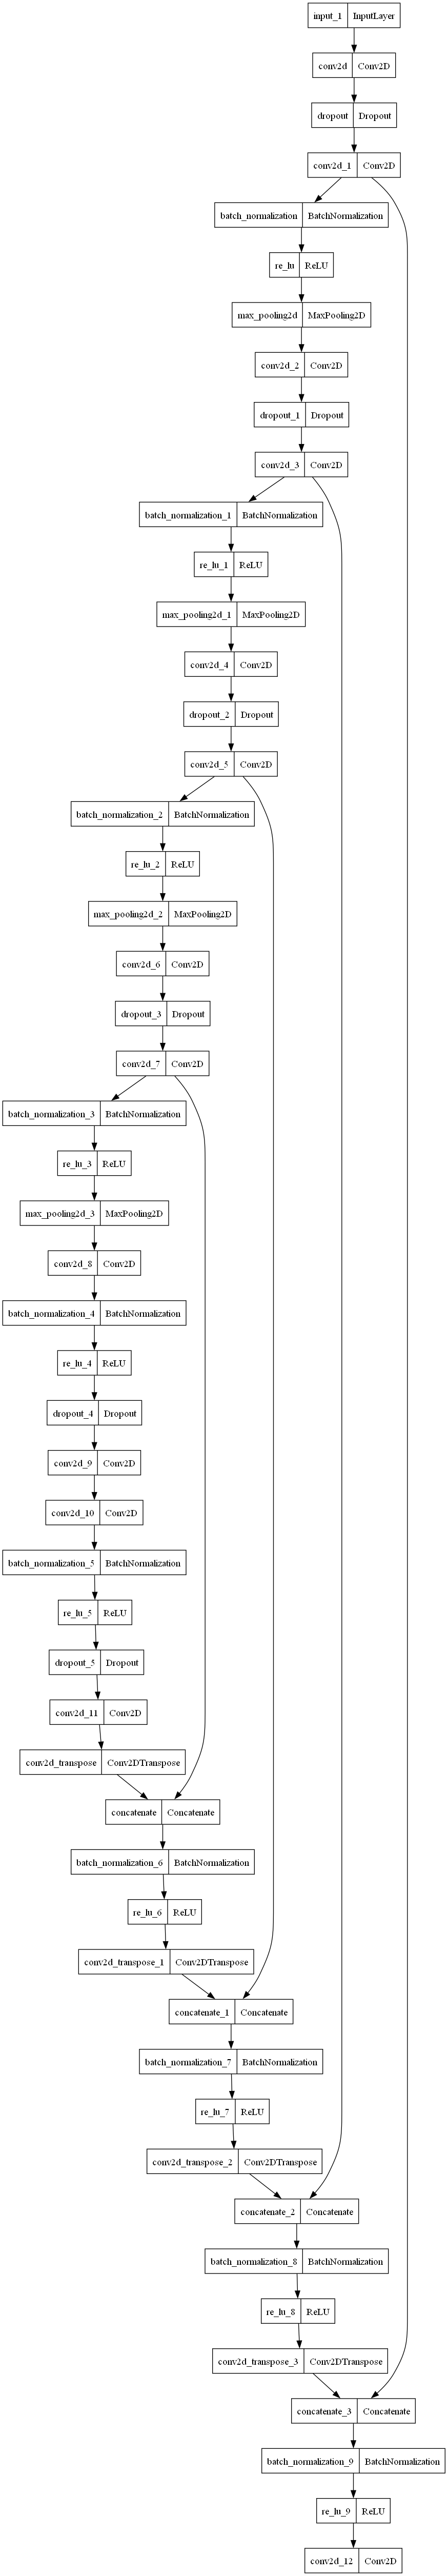 input_1 InputLayer
conv2d Conv2D
dropout Dropout
conv2d_1 Conv2D
batch_normalization BatchNormalization
re_lu ReLU
max_pooling2d MaxPooling2D
conv2d_2 Conv2D
dropout_1 Dropout
conv2d_3 Conv2D
batch_normalization_1 BatchNormalization
re_lu_1 ReLU
max_pooling2d_1 MaxPooling2D
conv2d_4 Conv2D
dropout_2 Dropout
conv2d_5 Conv2D
batch_normalization_2 BatchNormalization
re_lu_2 ReLU
max_pooling2d_2 MaxPooling2D
conv2d_6 Conv2D
dropout_3 Dropout
conv2d_7 Conv2D
batch_normalization_3 BatchNormalization
re_lu_3 ReLU
max_pooling2d_3 MaxPooling2D
conv2d_8 Conv2D
batch_normalization_4 BatchNormalization
re_lu_4 ReLU
dropout_4 Dropout
conv2d_9 Conv2D
conv2d_10 Conv2D
batch_normalization_5 BatchNormalization
re_lu_5 ReLU
dropout_5 Dropout
conv2d_11 Conv2D
conv2d_transpose Conv2DTranspose
concatenate Concatenate
batch_normalization_6 BatchNormalization
re_lu_6 ReLU
conv2d_transpose_1 Conv2DTranspose
concatenate_1 Concatenate
batch_normalization_7 BatchNormalization
re_lu_7 ReLU
conv2d_transpose_2 Conv2DTranspose
concatenate_2 Concatenate
batch_normalization_8 BatchNormalization
re_lu_8 ReLU
conv2d_transpose_3 Conv2DTranspose
concatenate_3 Concatenate
batch_normalization_9 BatchNormalization
re_lu_9 ReLU
conv2d_12 Conv2D